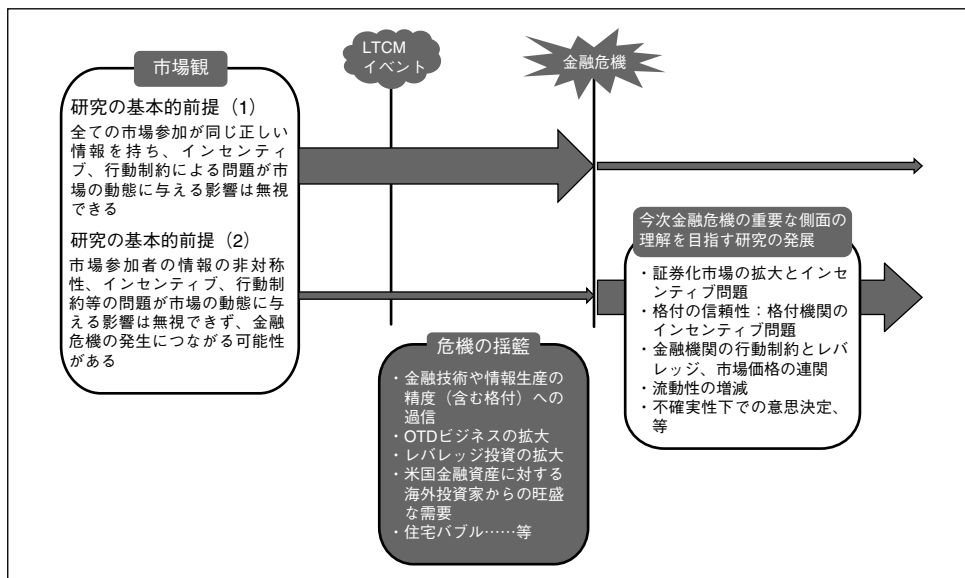 LTCM
イベント
金融危機
市場観
研究の基本的前提（1）
全ての市場参加が同じ正しい
情報を持ち、インセンティ
ブ、行動制約による問題が市
場の動態に与える影響は無視
できる
研究の基本的前提（2）
市場参加者の情報の非対称
性、インセンティブ、行動制
約等の問題が市場の動態に与
える影響は無視できず、金融
危機の発生につながる可能性
がある
危機の揺籃
・金融技術や情報生産の
精度（含む格付）への
過信
・OTDビジネスの拡大
・レバレッジ投資の拡大
・米国金融資産に対する
海外投資家からの旺盛
な需要
・住宅バブル……等
今次金融危機の重要な側面の
理解を目指す研究の発展
・証券化市場の拡大とインセ
ンティブ問題
・格付の信頼性：格付機関の
インセンティブ問題
・金融機関の行動制約とレバ
レッジ、市場価格の連関
・流動性の増減
・不確実性下での意思決定、
等